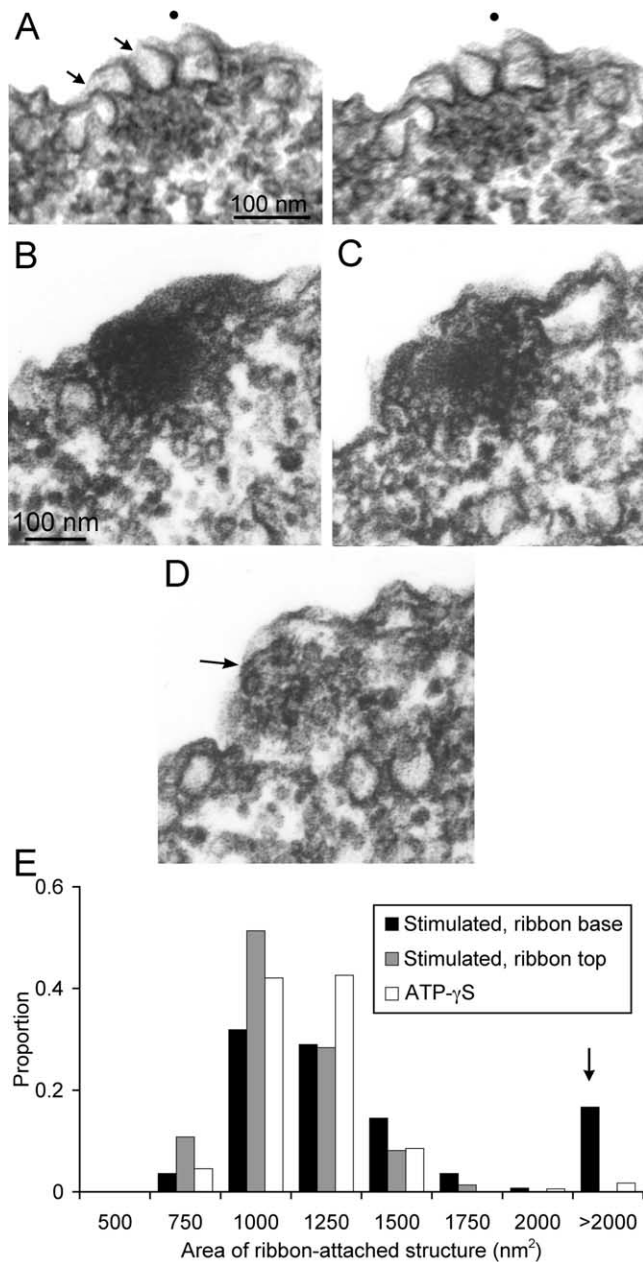 A
100 nm
B
C
100 nm
D
E
0.6
0.4
0.2
0
Proportion
Stimulated, ribbon base
Stimulated, ribbon top
ATP-γS
500 750 1000 1250 1500 1750 2000 >2000
Area of ribbon-attached structure (nm²)